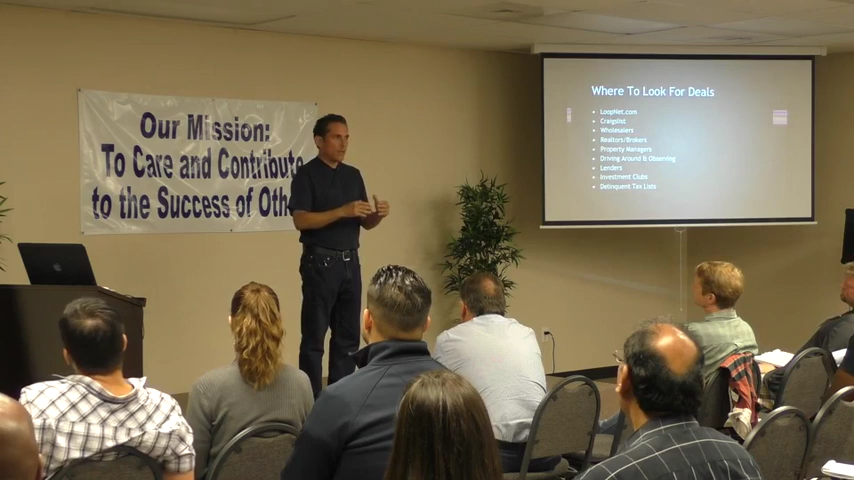 Our Mission:
To Care and Contribute
to the Success of Oth
Where To Look For Deals
LoopNet.com
Craigslist
Wholesalers
Realtors/Brokers
Property Managers
Driving Around & Observing
Lenders
Investment Clubs
Delinquent Tax Lists